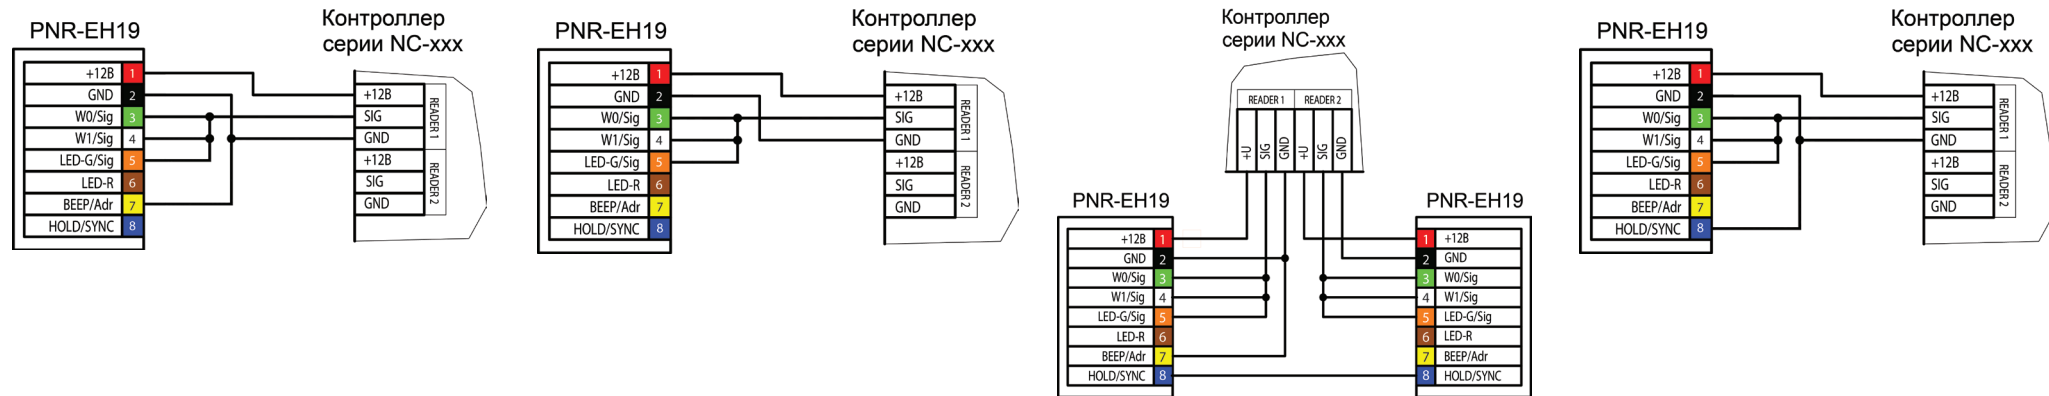 PNR-EH19
Контроллер
серии NC-xxx
+12В 1
GND 2
W0/Sig 3
W1/Sig 4
LED-G/Sig 5
LED-R 6
BEEP/Adr 7
HOLD/SYNC 8
+12В
SIG
GND
READER 1
+12В
SIG
GND
READER 2
PNR-EH19
Контроллер
серии NC-xxx
+12В 1
GND 2
W0/Sig 3
W1/Sig 4
LED-G/Sig 5
LED-R 6
BEEP/Adr 7
HOLD/SYNC 8
+12В
SIG
GND
READER 1
+12В
SIG
GND
READER 2
Контроллер
серии NC-xxx
READER 1 READER 2
+U SIG GND +U SIG GND
PNR-EH19
+12В 1
GND 2
W0/Sig 3
W1/Sig 4
LED-G/Sig 5
LED-R 6
BEEP/Adr 7
HOLD/SYNC 8
PNR-EH19
1 +12В
2 GND
3 W0/Sig
4 W1/Sig
5 LED-G/Sig
6 LED-R
7 BEEP/Adr
8 HOLD/SYNC
PNR-EH19
Контроллер
серии NC-xxx
+12В 1
GND 2
W0/Sig 3
W1/Sig 4
LED-G/Sig 5
LED-R 6
BEEP/Adr 7
HOLD/SYNC 8
+12В
SIG
GND
READER 1
+12В
SIG
GND
READER 2